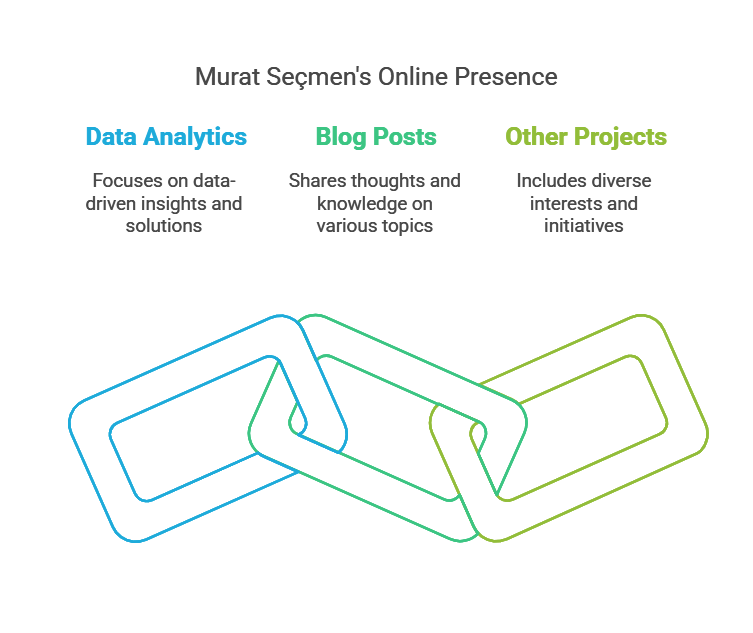 Murat Seçmen's Online Presence
Data Analytics
Focuses on data-
driven insights and
solutions
Blog Posts
Shares thoughts and
knowledge on
various topics
Other Projects
Includes diverse
interests and
initiatives